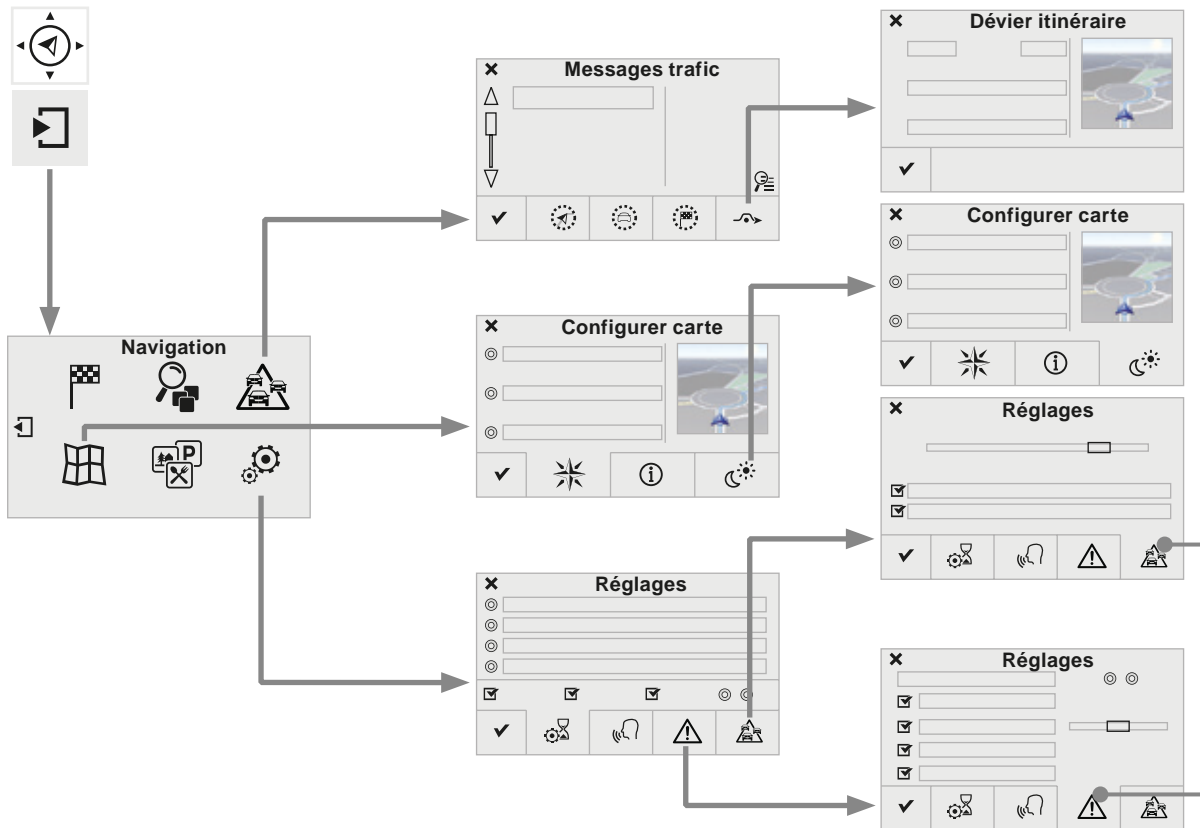 Dévier itinéraire
Messages trafic
Configurer carte
Navigation
Configurer carte
Réglages
Réglages
Réglages
P